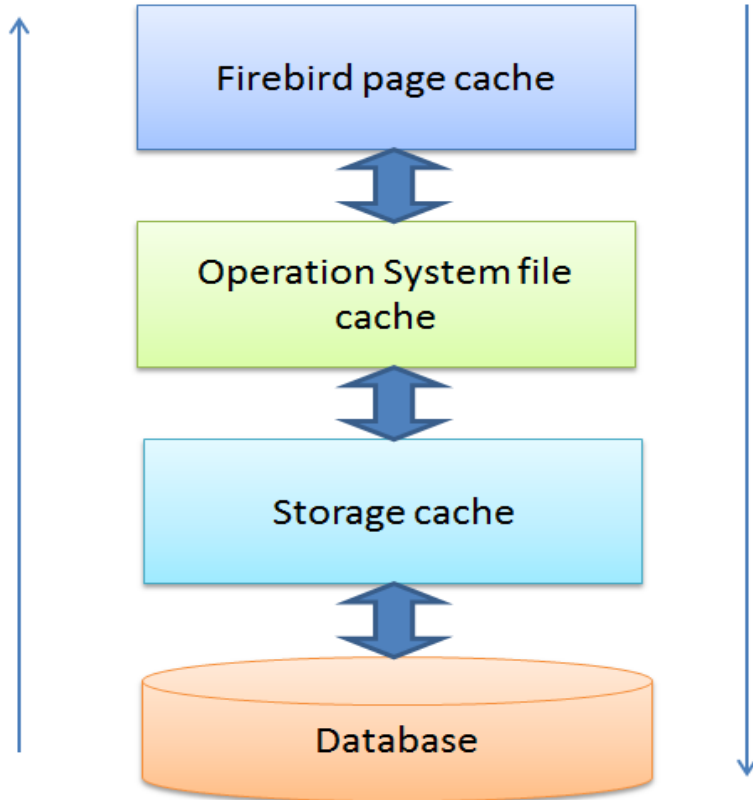 Firebird page cache
Operation System file
cache
Storage cache
Database